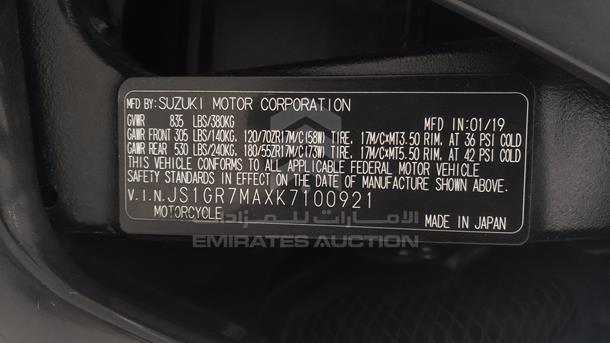 MFD BY: SUZUKI MOTOR CORPORATION
GVWR 835 LBS/380KG MFD IN:01/19
GAWR FRONT 305 LBS/140KG, 120/70ZR17M/C(58W) TIRE, 17M/C×MT3.50 RIM, AT 36 PSI COLD
GAWR REAR 530 LBS/240KG, 180/55ZR17M/C(73W) TIRE, 17M/C×MT5.50 RIM, AT 42 PSI COLD
THIS VEHICLE CONFORMS TO ALL APPLICABLE FEDERAL MOTOR VEHICLE
SAFETY STANDARDS IN EFFECT ON THE DATE OF MANUFACTURE SHOWN ABOVE.
V.I.N. JS1GR7MAXK7100921
MOTORCYCLE MADE IN JAPAN
الامارات للمزادات
EMIRATES AUCTION